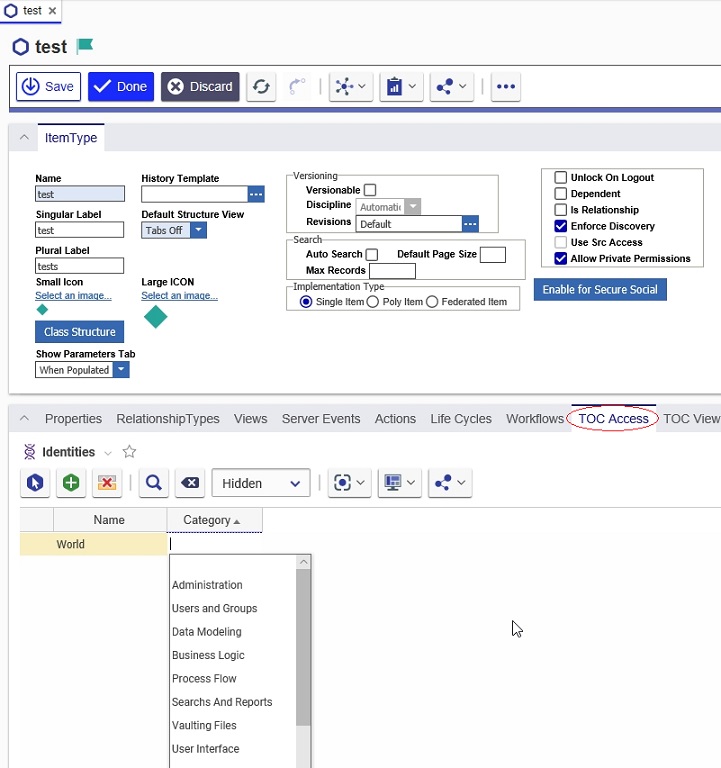 test
test
Save Done Discard
ItemType
Name
test
Singular Label
test
Plural Label
tests
Small Icon
Select an image...
Class Structure
Show Parameters Tab
When Populated
History Template
Default Structure View
Tabs Off
Large ICON
Select an image...
Versioning
Versionable
Discipline Automatic
Revisions Default
Search
Auto Search Default Page Size
Max Records
Implementation Type
Single Item Poly Item Federated Item
Unlock On Logout
Dependent
Is Relationship
Enforce Discovery
Use Src Access
Allow Private Permissions
Enable for Secure Social
Properties RelationshipTypes Views Server Events Actions Life Cycles Workflows TOC Access TOC View
Identities
Hidden
Name Category
World
Administration
Users and Groups
Data Modeling
Business Logic
Process Flow
Searchs And Reports
Vaulting Files
User Interface